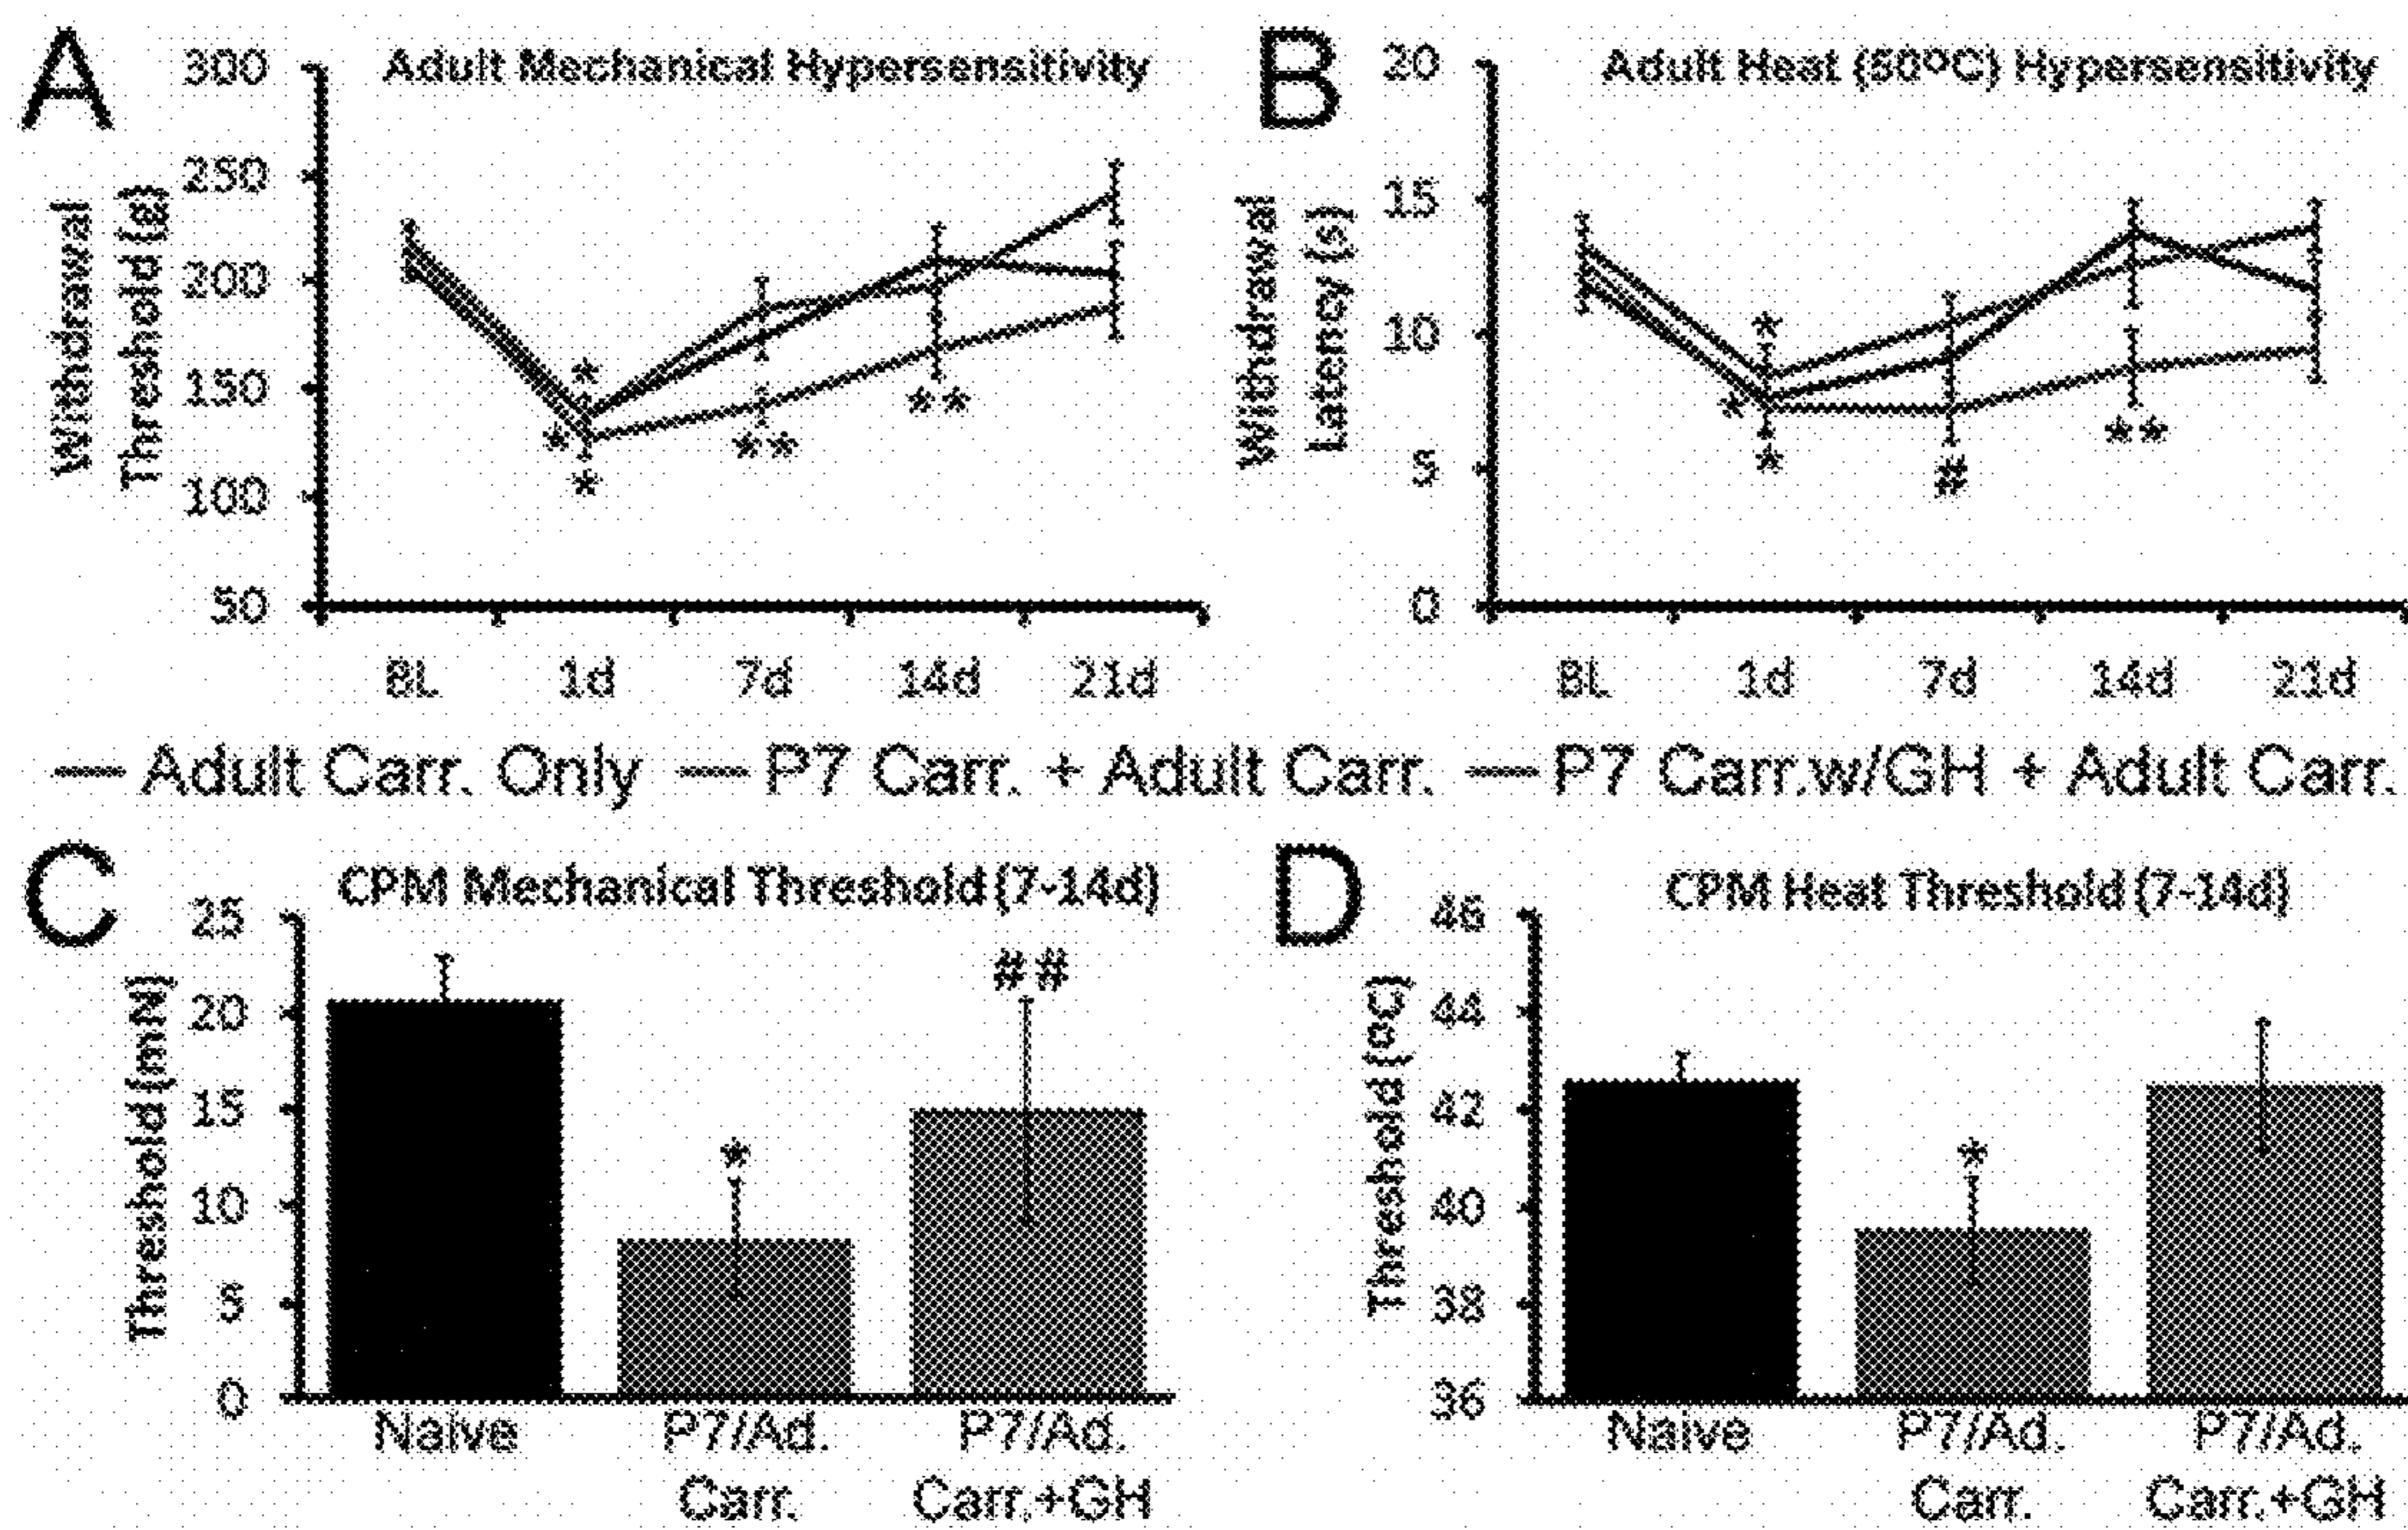 A
Adult Mechanical Hypersensitivity
Withdrawal
Threshold (g)
300
250
200
150
100
50
*
*
*
**
**
BL 1d 7d 14d 21d
B
Adult Heat (50ºC) Hypersensitivity
Withdrawal
Latency (s)
20
15
10
5
0
*
*
*
#
**
BL 1d 7d 14d 21d
Adult Carr. Only P7 Carr. + Adult Carr. P7 Carr.w/GH + Adult Carr.
C
CPM Mechanical Threshold (7-14d)
Threshold (mN)
25
20
15
10
5
0
*
##
Naive P7/Ad. P7/Ad.
Carr. Carr.+GH
D
CPM Heat Threshold (7-14d)
Threshold (ºC)
46
44
42
40
38
36
*
Naive P7/Ad. P7/Ad.
Carr. Carr.+GH